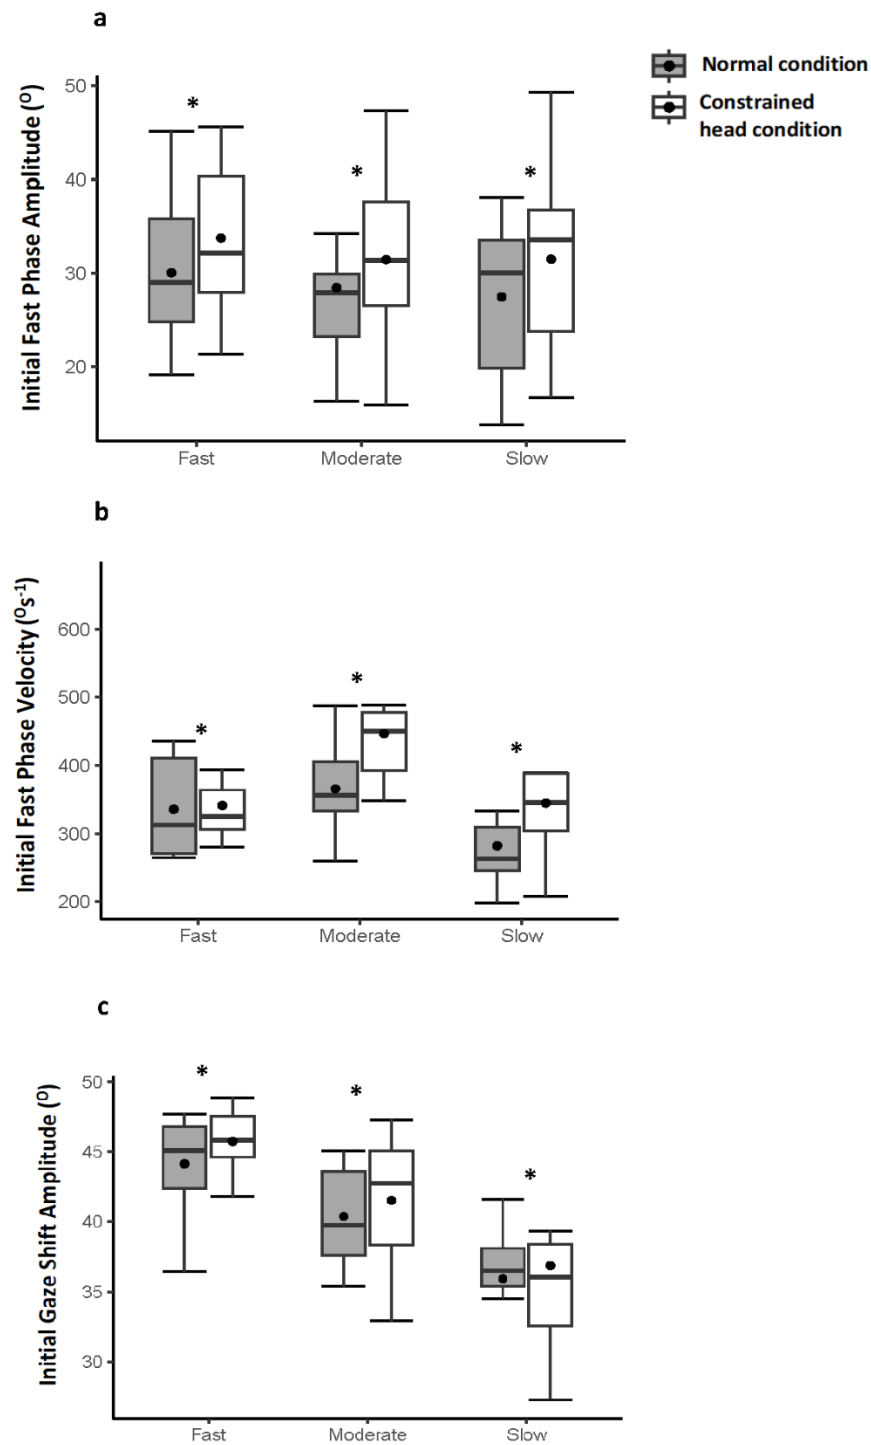 a
Normal condition
Constrained
head condition
Initial Fast Phase Amplitude (⁰)
50
40
30
20
*
*
*
Fast Moderate Slow
b
Initial Fast Phase Velocity (⁰s⁻¹)
600
500
400
300
200
*
*
*
Fast Moderate Slow
c
Initial Gaze Shift Amplitude (⁰)
50
45
40
35
30
*
*
*
Fast Moderate Slow